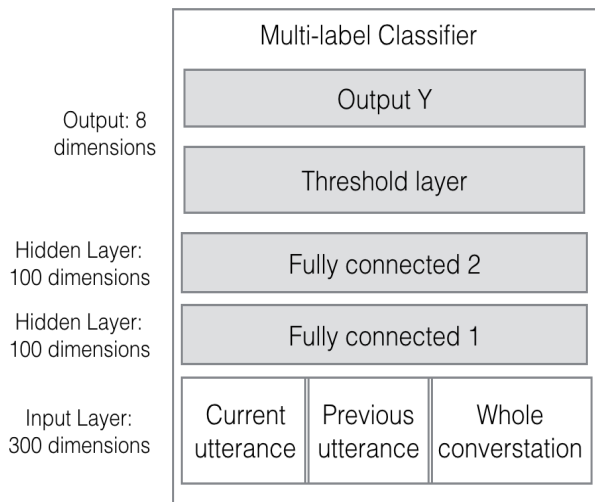 Multi-label Classifier
Output: 8
dimensions
Output Y
Threshold layer
Hidden Layer:
100 dimensions
Fully connected 2
Hidden Layer:
100 dimensions
Fully connected 1
Input Layer:
300 dimensions
Current
utterance
Previous
utterance
Whole
converstation